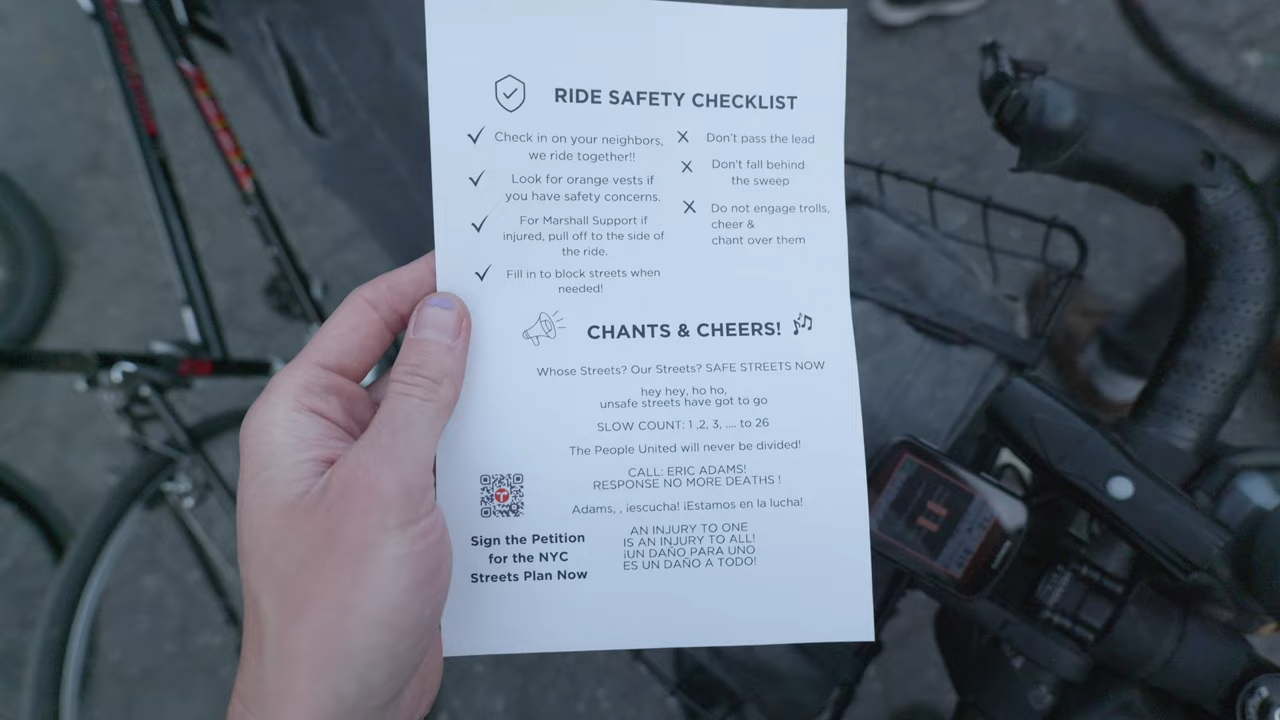 RIDE SAFETY CHECKLIST
Check in on your neighbors,
we ride together!!
Look for orange vests if
you have safety concerns.
For Marshall Support if
injured, pull off to the side of
the ride.
Fill in to block streets when
needed!
X Don't pass the lead
X Don't fall behind
the sweep
X Do not engage trolls,
cheer &
chant over them
CHANTS & CHEERS!
Whose Streets? Our Streets? SAFE STREETS NOW
hey hey, ho ho,
unsafe streets have got to go
SLOW COUNT: 1 ,2, 3, .... to 26
The People United will never be divided!
CALL: ERIC ADAMS!
RESPONSE NO MORE DEATHS !
Adams, , ¡escucha! ¡Estamos en la lucha!
AN INJURY TO ONE
IS AN INJURY TO ALL!
¡UN DAÑO PARA UNO
ES UN DAÑO A TODO!
T
Sign the Petition
for the NYC
Streets Plan Now